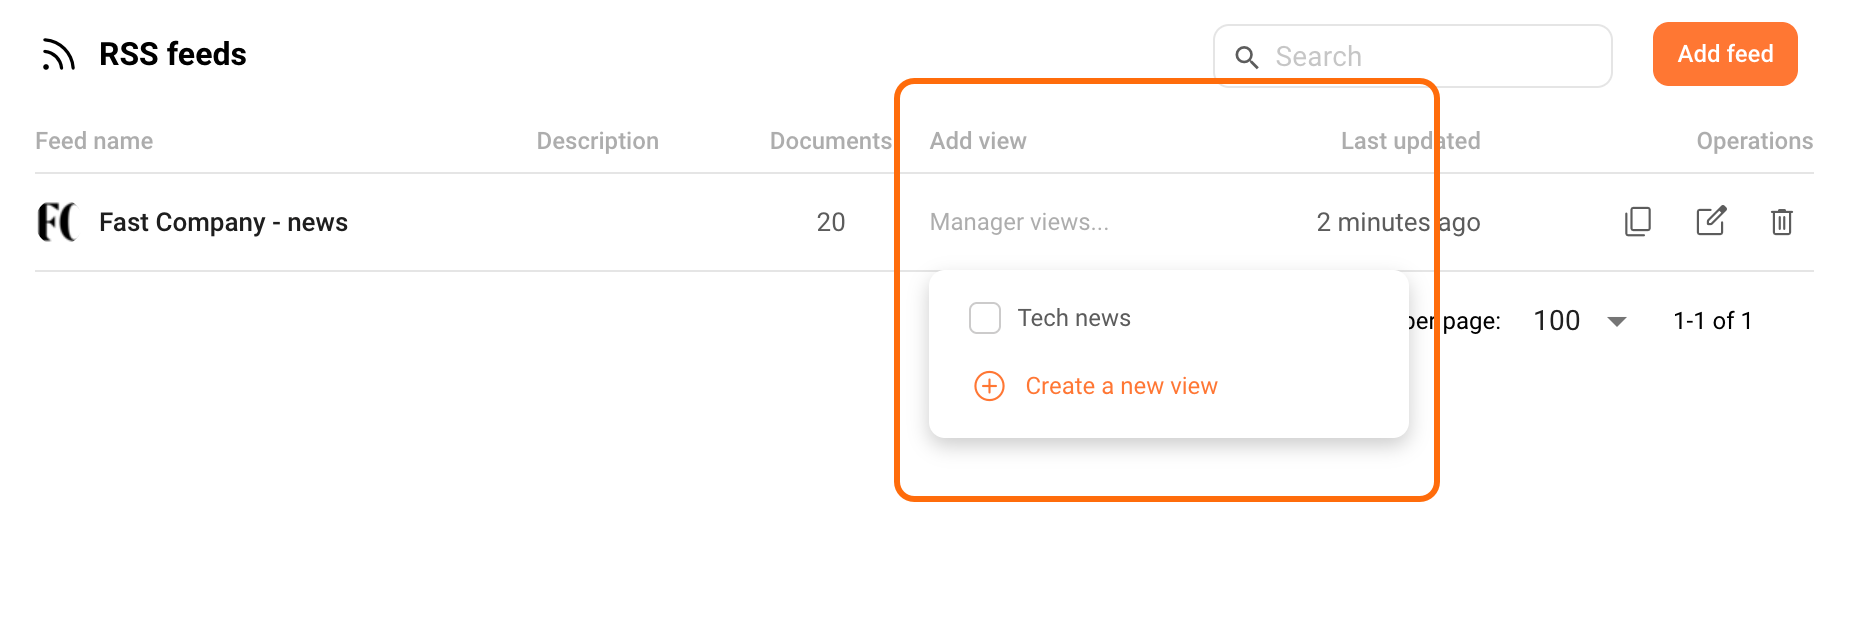 RSS feeds
Search
Add feed
Feed name
Description
Documents
Add view
Last updated
Operations
FC
Fast Company - news
20
Manager views...
2 minutes ago
Tech news
per page:
100
1-1 of 1
Create a new view